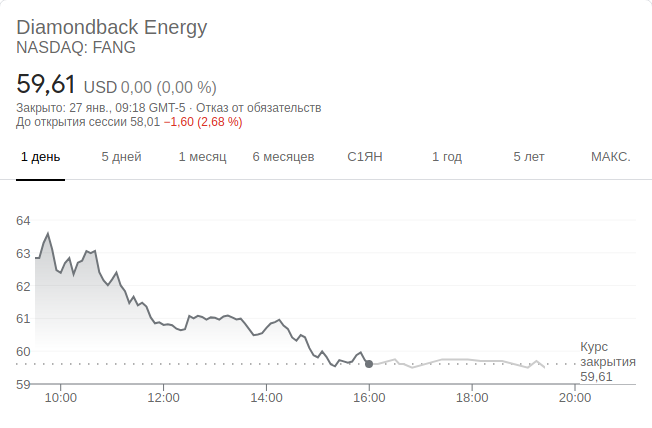 Diamondback Energy
NASDAQ: FANG
59,61 USD 0,00 (0,00 %)
Закрыто: 27 янв., 09:18 GMT-5 · Отказ от обязательств
До открытия сессии 58,01 −1,60 (2,68 %)
1 день 5 дней 1 месяц 6 месяцев С1ЯН 1 год 5 лет МАКС.
64
63
62
61
60
59
Курс
закрытия
59,61
10:00 12:00 14:00 16:00 18:00 20:00